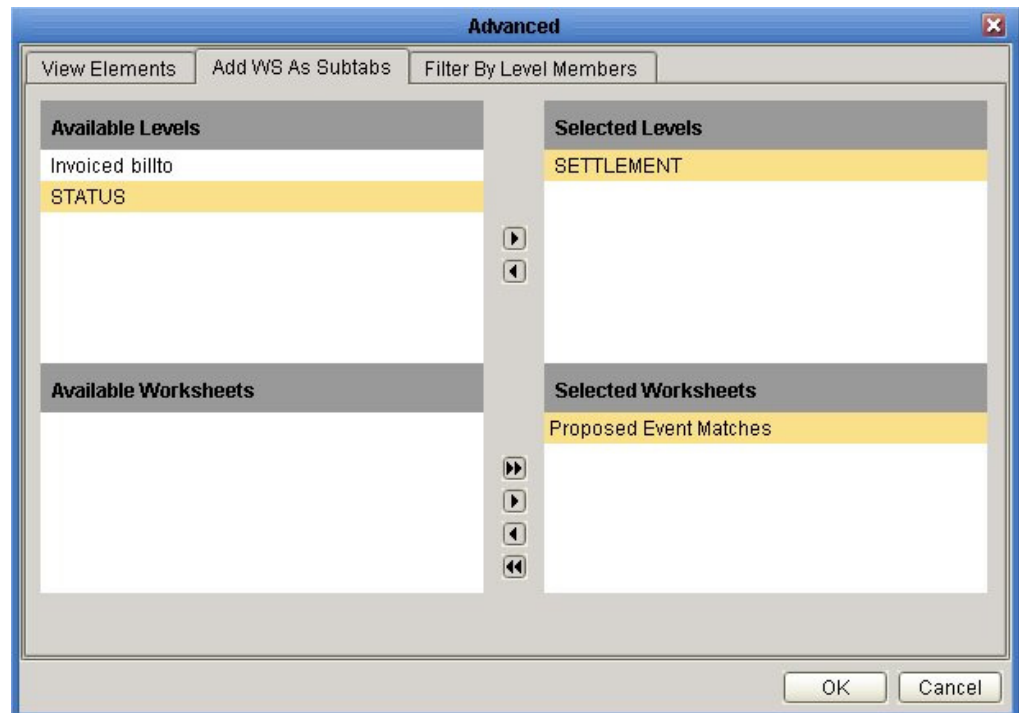 Advanced
View Elements
Add WS As Subtabs
Filter By Level Members
Available Levels
Invoiced billto
STATUS
Selected Levels
SETTLEMENT
Available Worksheets
Selected Worksheets
Proposed Event Matches
OK
Cancel